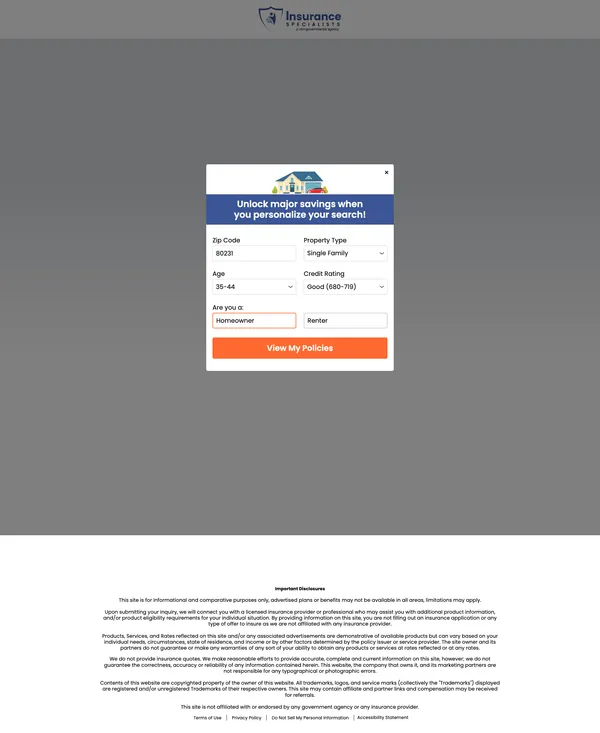 Insurance
SPECIALISTS
a non-governmental agency
×
Unlock major savings when
you personalize your search!
Zip Code
Property Type
80231
Single Family
Age
Credit Rating
35-44
Good (680-719)
Are you a:
Homeowner
Renter
View My Policies
Important Disclosures
This site is for informational and comparative purposes only, advertised plans or benefits may not be available in all areas, limitations may apply.
Upon submitting your inquiry, we will connect you with a licensed insurance provider or professional who may assist you with additional product information,
and/or product eligibility requirements for your individual situation. By providing information on this site, you are not filling out an insurance application or any
type of offer to insure as we are not affiliated with any insurance provider.
Products, Services, and Rates reflected on this site and/or any associated advertisements are demonstrative of available products but can vary based on your
individual needs, circumstances, state of residence, and income or by other factors determined by the policy issuer or service provider. The site owner and its
partners do not guarantee or make any warranties of any sort of your ability to obtain any products or services at rates reflected or at any rates.
We do not provide insurance quotes. We make reasonable efforts to provide accurate, complete and current information on this site, however; we do not
guarantee the correctness, accuracy or reliability of any information contained herein. This website, the company that owns it, and its marketing partners are
not responsible for any typographical or photographic errors.
Contents of this website are copyrighted property of the owner of this website. All trademarks, logos, and service marks (collectively the "Trademarks") displayed
are registered and/or unregistered Trademarks of their respective owners. This site may contain affiliate and partner links and compensation may be received
for referrals.
This site is not affiliated with or endorsed by any government agency or any insurance provider.
Terms of Use | Privacy Policy | Do Not Sell My Personal Information | Accessibility Statement